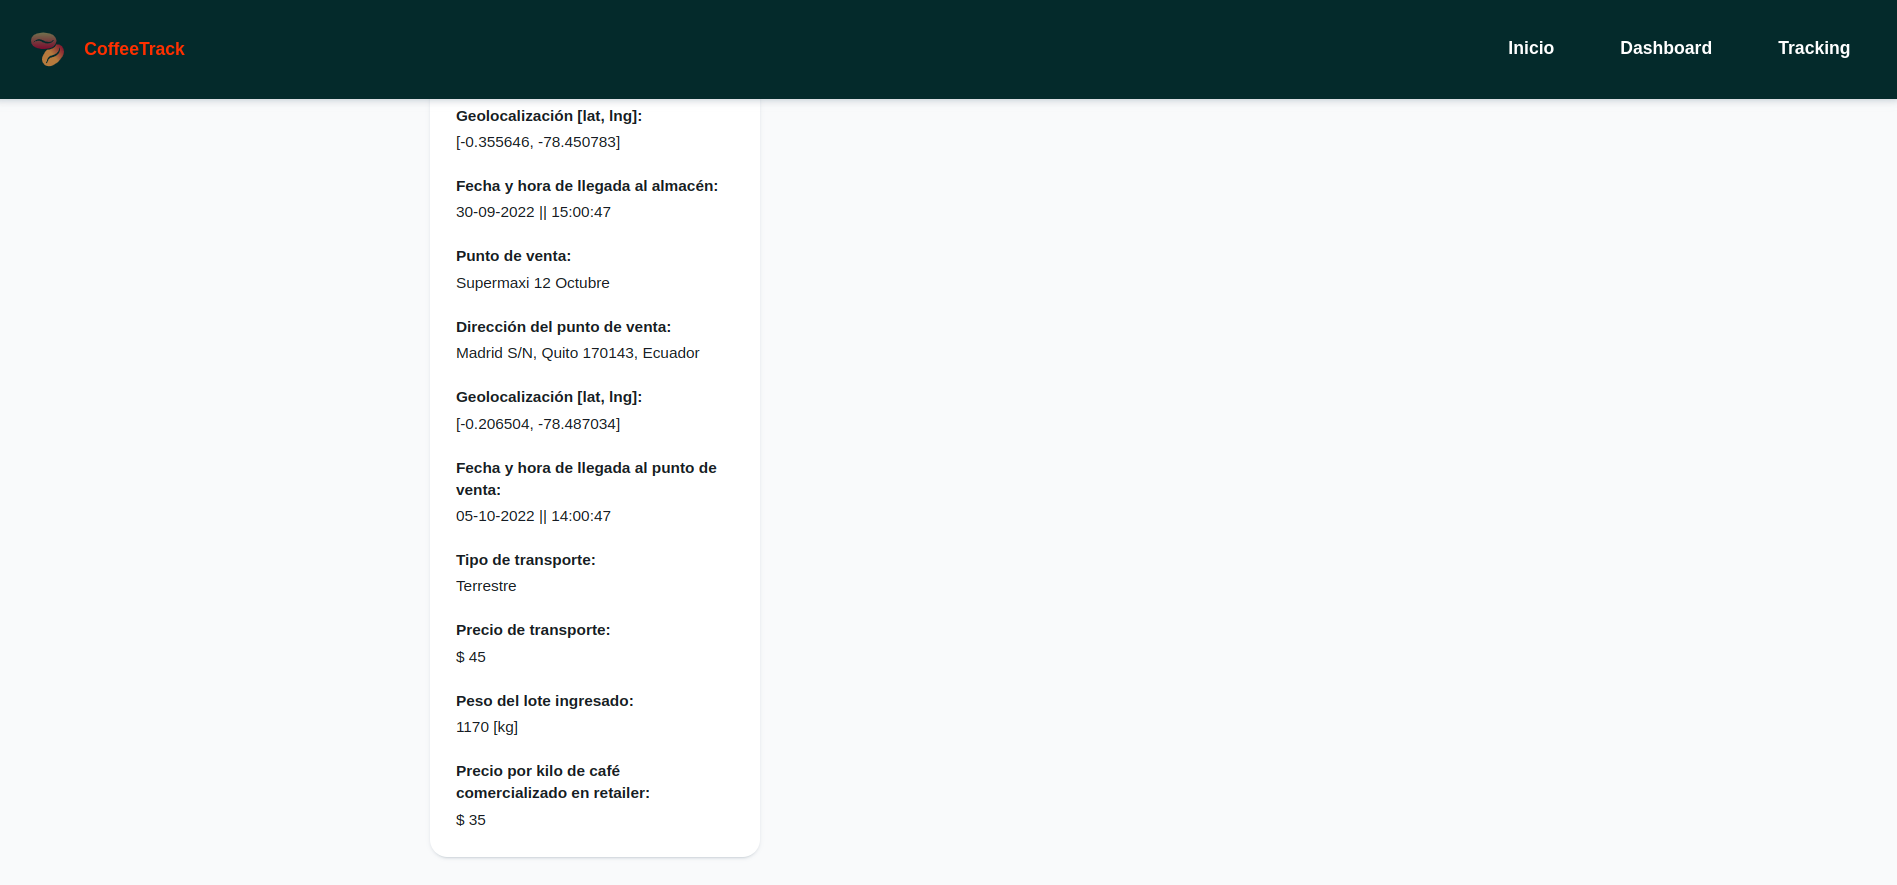 CoffeeTrack
Inicio
Dashboard
Tracking
Geolocalización [lat, lng]:
[-0.355646, -78.450783]
Fecha y hora de llegada al almacén:
30-09-2022 || 15:00:47
Punto de venta:
Supermaxi 12 Octubre
Dirección del punto de venta:
Madrid S/N, Quito 170143, Ecuador
Geolocalización [lat, lng]:
[-0.206504, -78.487034]
Fecha y hora de llegada al punto de
venta:
05-10-2022 || 14:00:47
Tipo de transporte:
Terrestre
Precio de transporte:
$ 45
Peso del lote ingresado:
1170 [kg]
Precio por kilo de café
comercializado en retailer:
$ 35